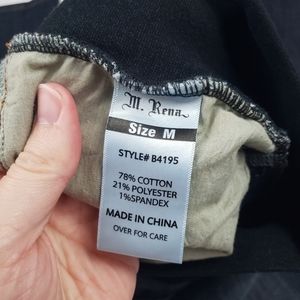 M. Rena
Size M
STYLE# B4195
78% COTTON
21% POLYESTER
1%SPANDEX
MADE IN CHINA
OVER FOR CARE